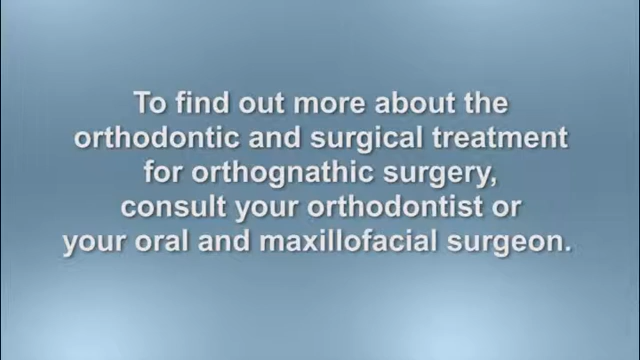 To find out more about the
orthodontic and surgical treatment
for orthognathic surgery,
consult your orthodontist or
your oral and maxillofacial surgeon.